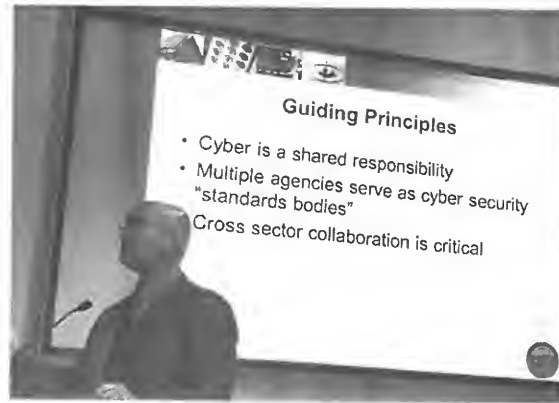 Guiding Principles
• Cyber is a shared responsibility
• Multiple agencies serve as cyber security
"standards bodies"
Cross sector collaboration is critical